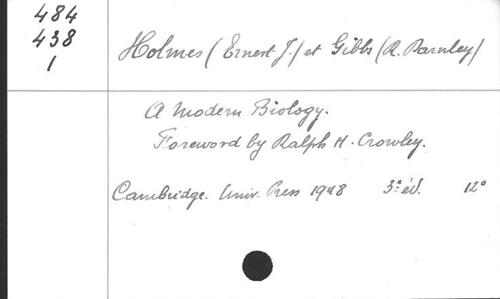 484
438
1
Holmes (Ernest J.) et Gibbs (R. Darnley)
A Modern Biology.
Foreword by Ralph H. Crowley.
Cambridge. Univ. Press 1948 3e éd. 12°